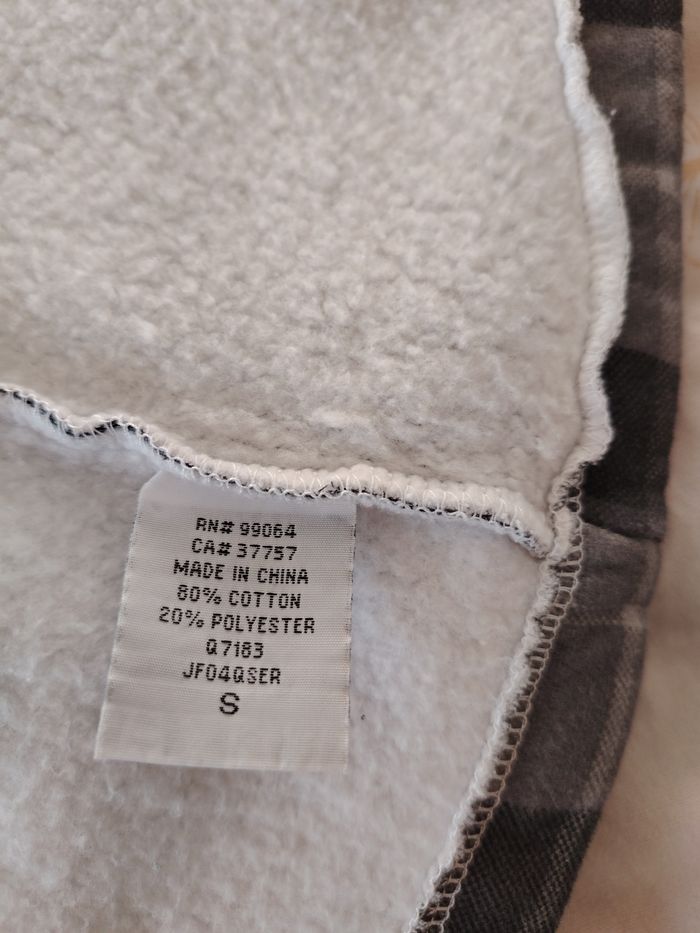 RN# 99064
CA# 37757
MADE IN CHINA
80% COTTON
20% POLYESTER
Q7183
JF04QSER
S